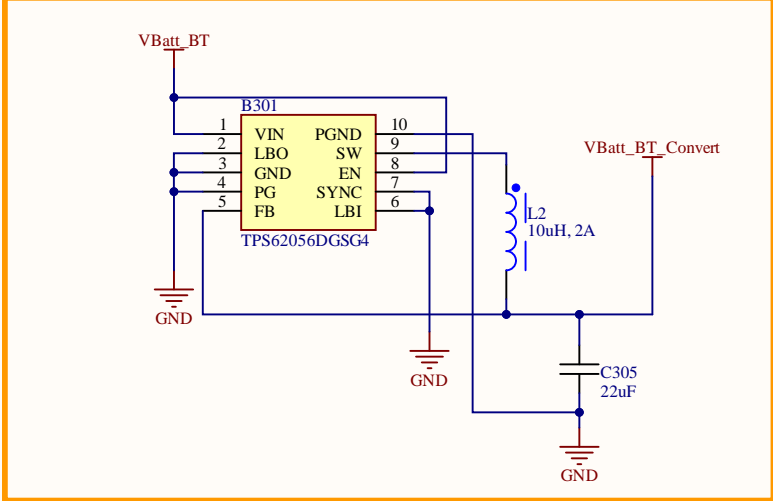 VBatt_BT
B301
1 VIN PGND 10
2 LBO SW 9
3 GND EN 8
4 PG SYNC 7
5 FB LBI 6
TPS62056DGSG4
VBatt_BT_Convert
L2
10uH, 2A
GND
GND
C305
22uF
GND